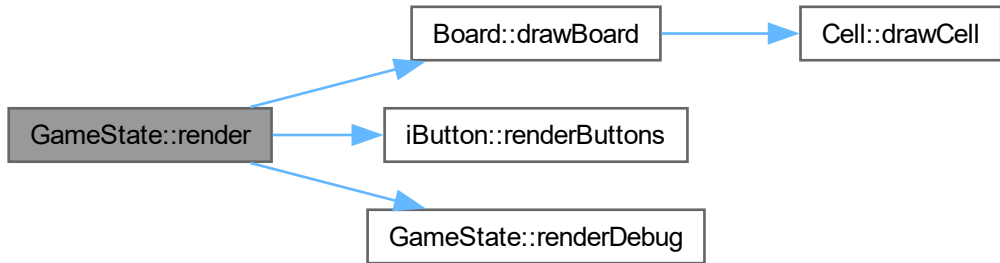 Board::drawBoard
Cell::drawCell
GameState::render
iButton::renderButtons
GameState::renderDebug